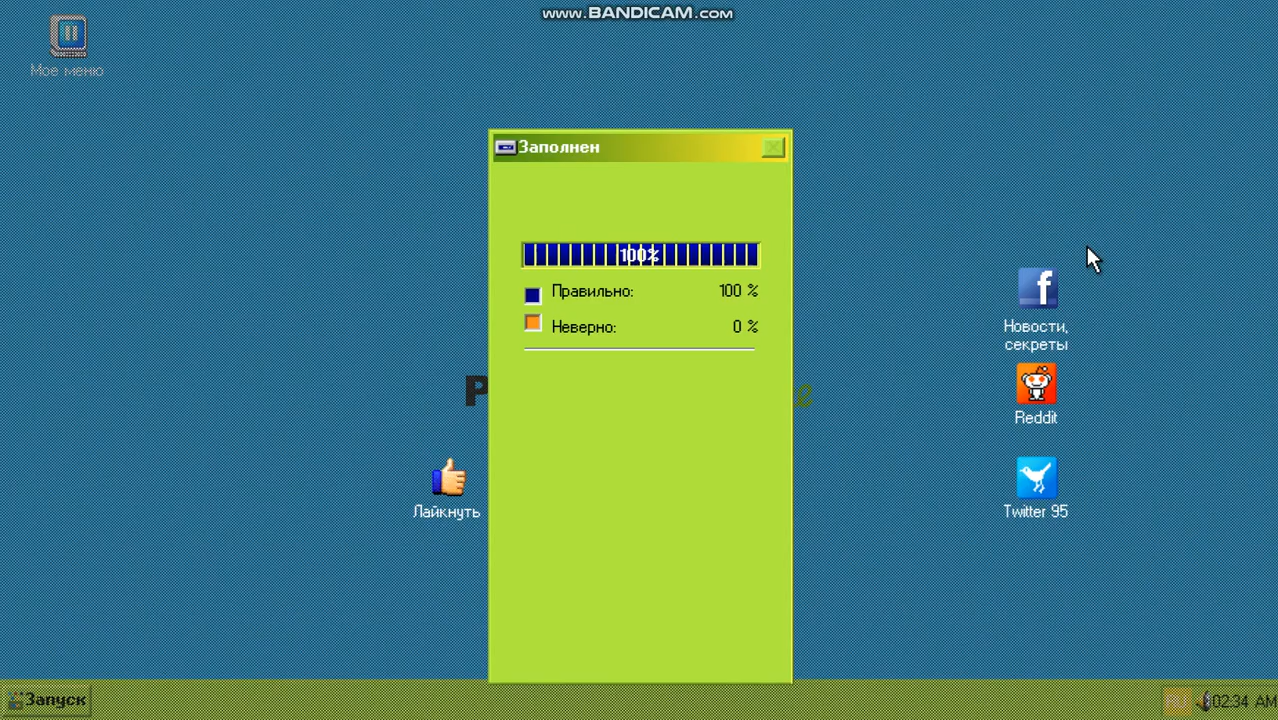 www.BANDICAM.com
Мое меню
Заполнен
100%
Правильно: 100 %
Неверно: 0 %
P
Новости,
секреты
Reddit
Лайкнуть
Twitter 95
Запуск
RU 02:34 AM